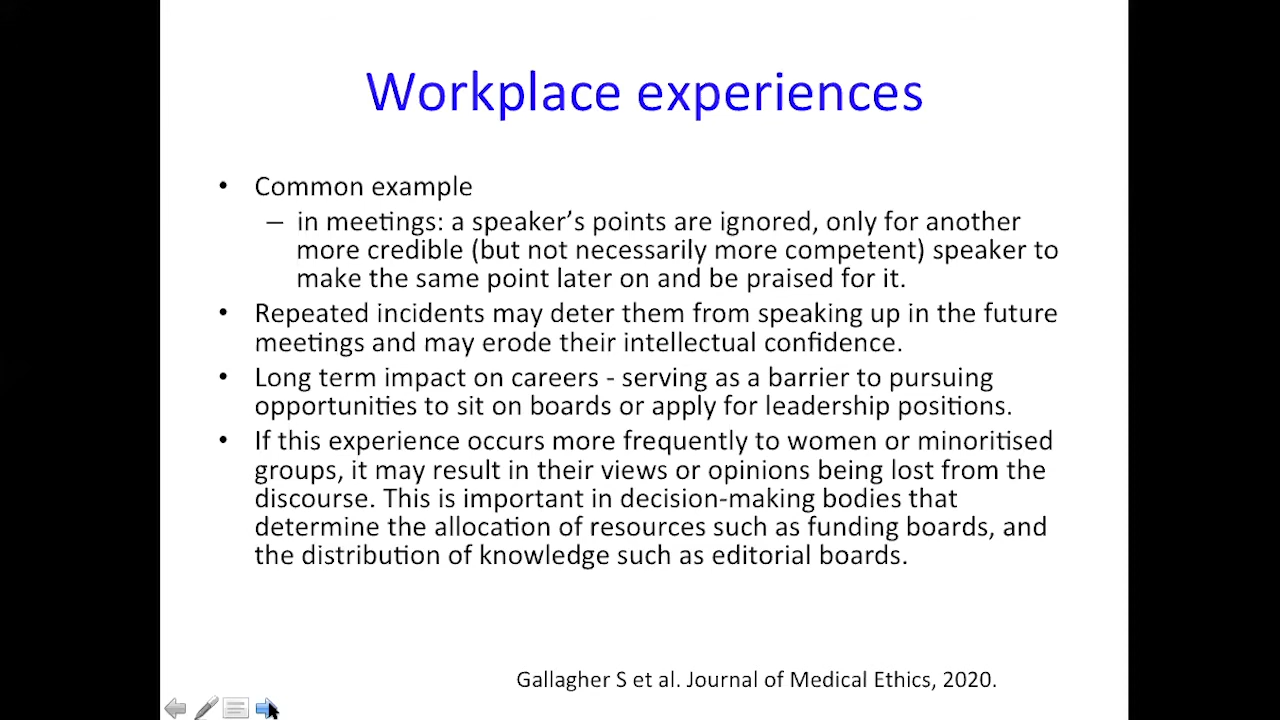 Workplace experiences
• Common example
– in meetings: a speaker’s points are ignored, only for another
more credible (but not necessarily more competent) speaker to
make the same point later on and be praised for it.
• Repeated incidents may deter them from speaking up in the future
meetings and may erode their intellectual confidence.
• Long term impact on careers - serving as a barrier to pursuing
opportunities to sit on boards or apply for leadership positions.
• If this experience occurs more frequently to women or minoritised
groups, it may result in their views or opinions being lost from the
discourse. This is important in decision-making bodies that
determine the allocation of resources such as funding boards, and
the distribution of knowledge such as editorial boards.
Gallagher S et al. Journal of Medical Ethics, 2020.